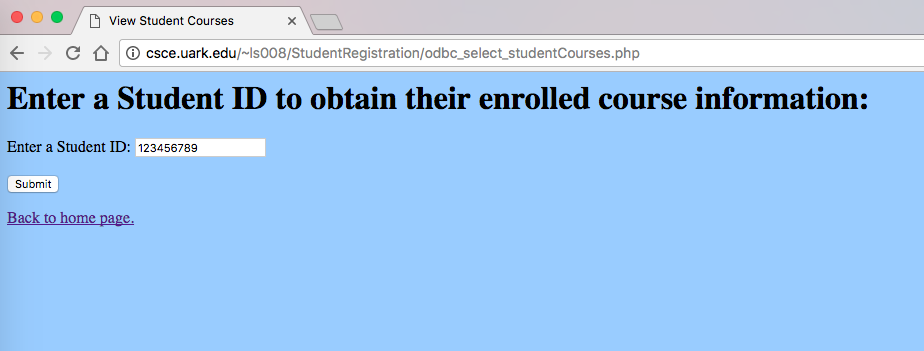 View Student Courses
csce.uark.edu/~ls008/StudentRegistration/odbc_select_studentCourses.php
Enter a Student ID to obtain their enrolled course information:
Enter a Student ID: 123456789
Submit
Back to home page.